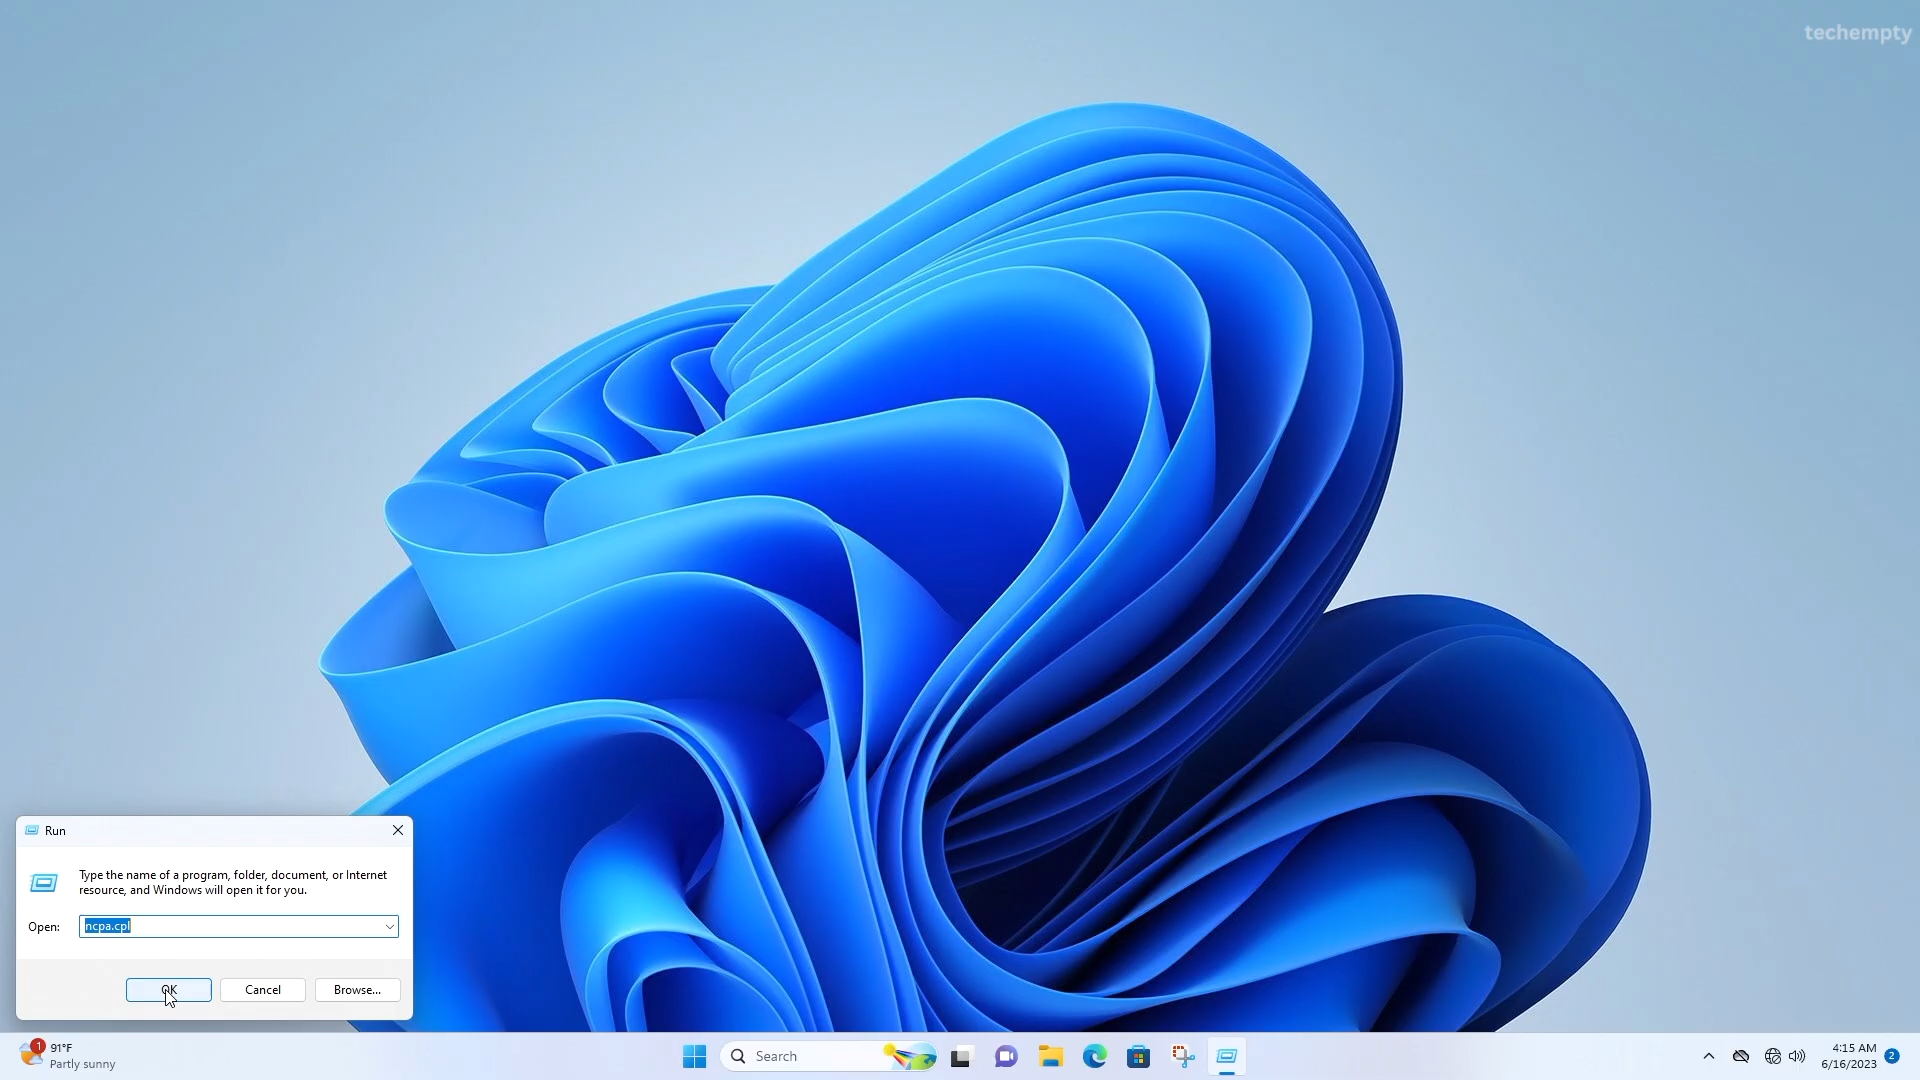 techempty
Run
Type the name of a program, folder, document, or Internet
resource, and Windows will open it for you.
Open:
ncpa.cpl
OK
Cancel
Browse...
1
91°F
Partly sunny
Search
4:15 AM
6/16/2023
2